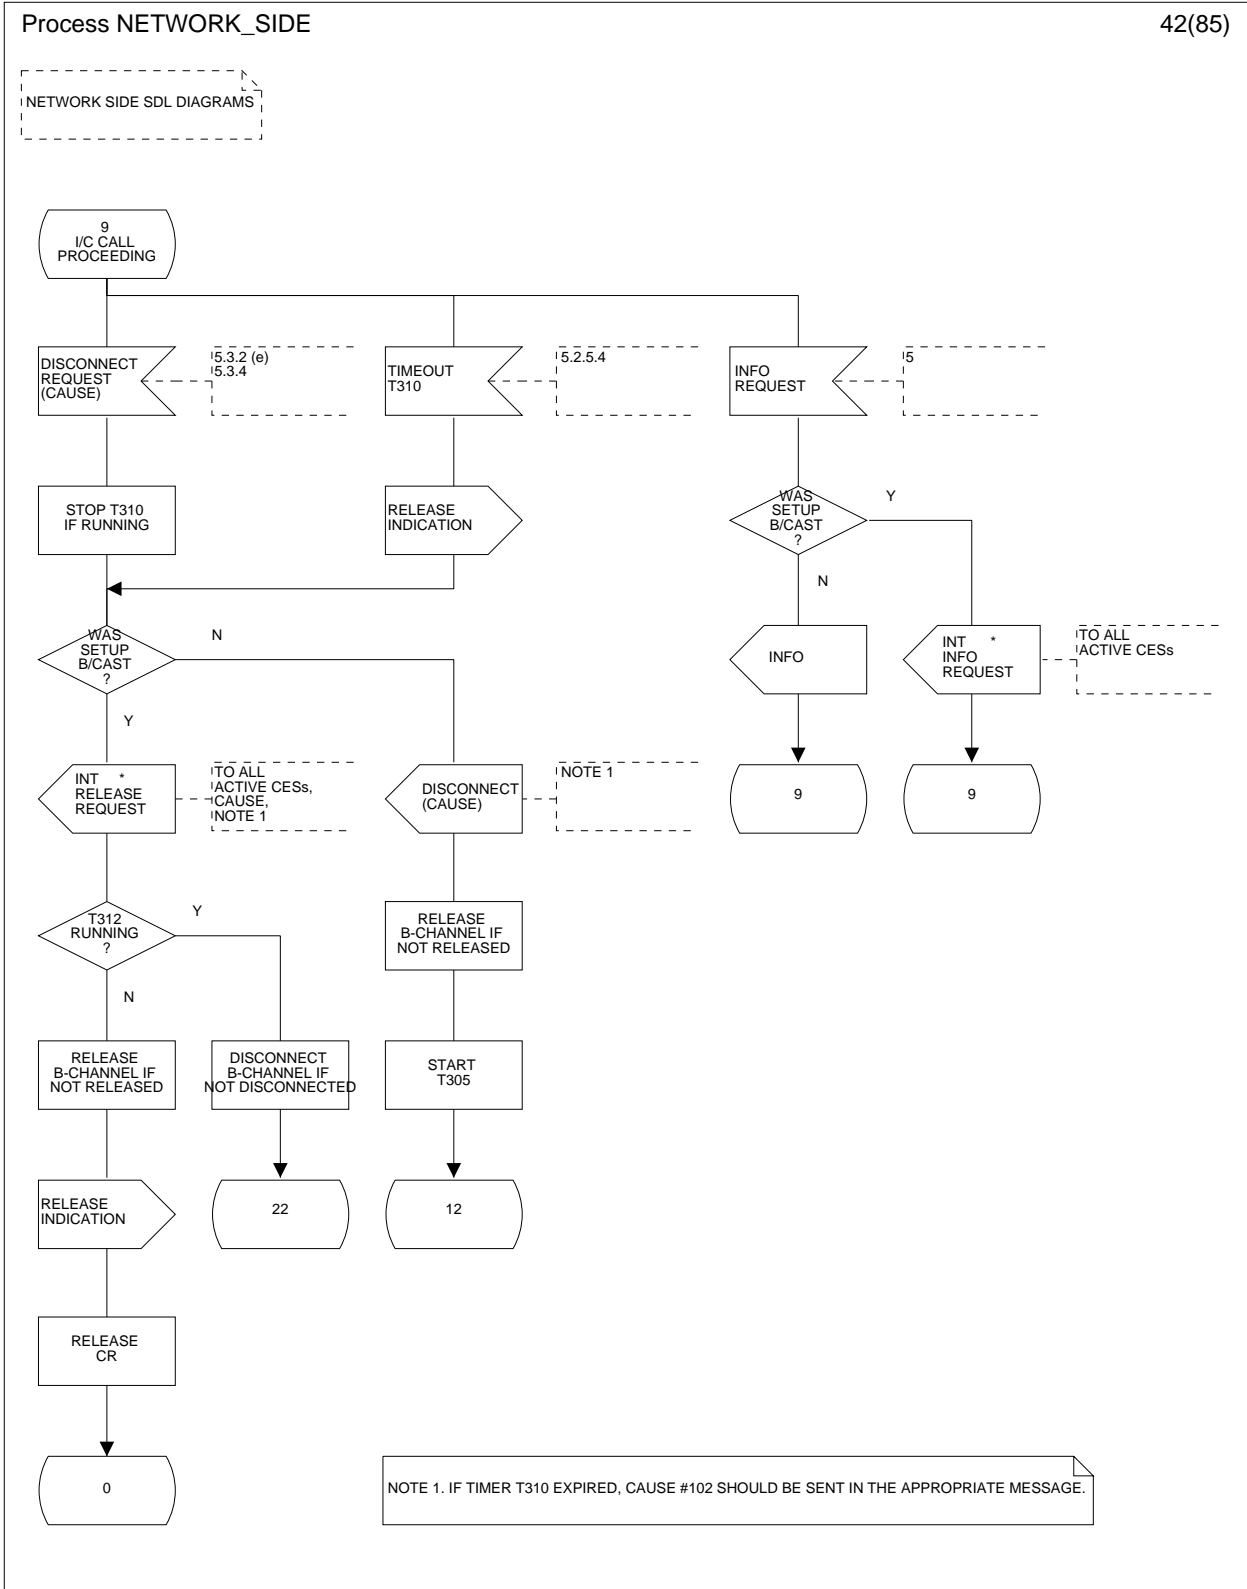 Process NETWORK_SIDE
42(85)
NETWORK SIDE SDL DIAGRAMS
9
I/C CALL
PROCEEDING
DISCONNECT
REQUEST
(CAUSE)
5.3.2 (e)
5.3.4
TIMEOUT
T310
5.2.5.4
INFO
REQUEST
5
STOP T310
IF RUNNING
RELEASE
INDICATION
WAS
SETUP
B/CAST
?
Y
N
WAS
SETUP
B/CAST
?
N
Y
INFO
INT *
INFO
REQUEST
TO ALL
ACTIVE CESs
INT *
RELEASE
REQUEST
TO ALL
ACTIVE CESs,
CAUSE,
NOTE 1
DISCONNECT
(CAUSE)
NOTE 1
9
9
T312
RUNNING
?
Y
N
RELEASE
B-CHANNEL IF
NOT RELEASED
RELEASE
B-CHANNEL IF
NOT RELEASED
DISCONNECT
B-CHANNEL IF
NOT DISCONNECTED
START
T305
RELEASE
INDICATION
22
12
RELEASE
CR
0
NOTE 1. IF TIMER T310 EXPIRED, CAUSE #102 SHOULD BE SENT IN THE APPROPRIATE MESSAGE.